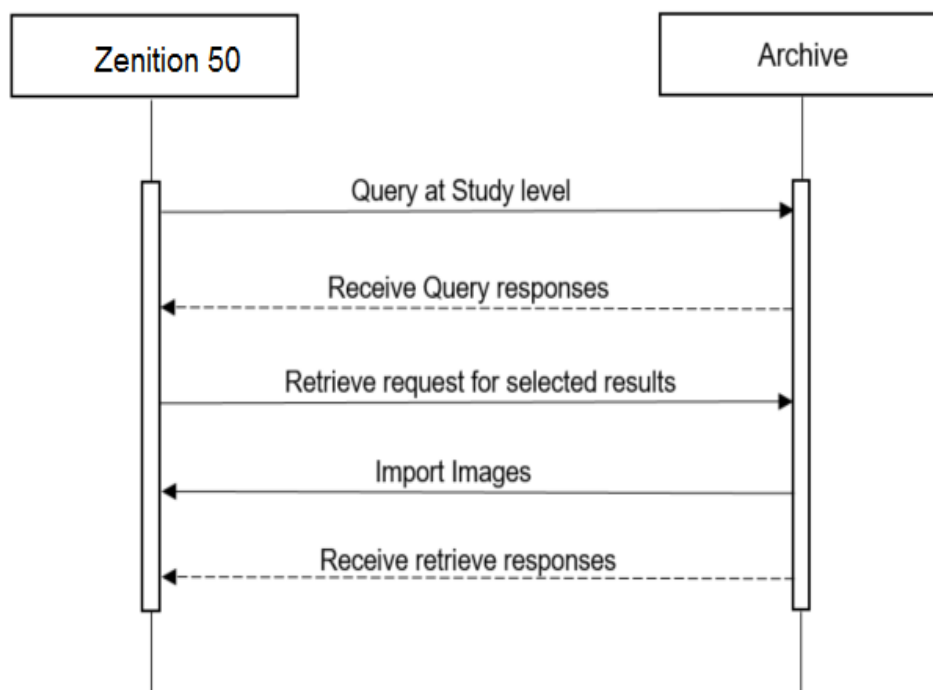 Zenition 50
Archive
Query at Study level
Receive Query responses
Retrieve request for selected results
Import Images
Receive retrieve responses